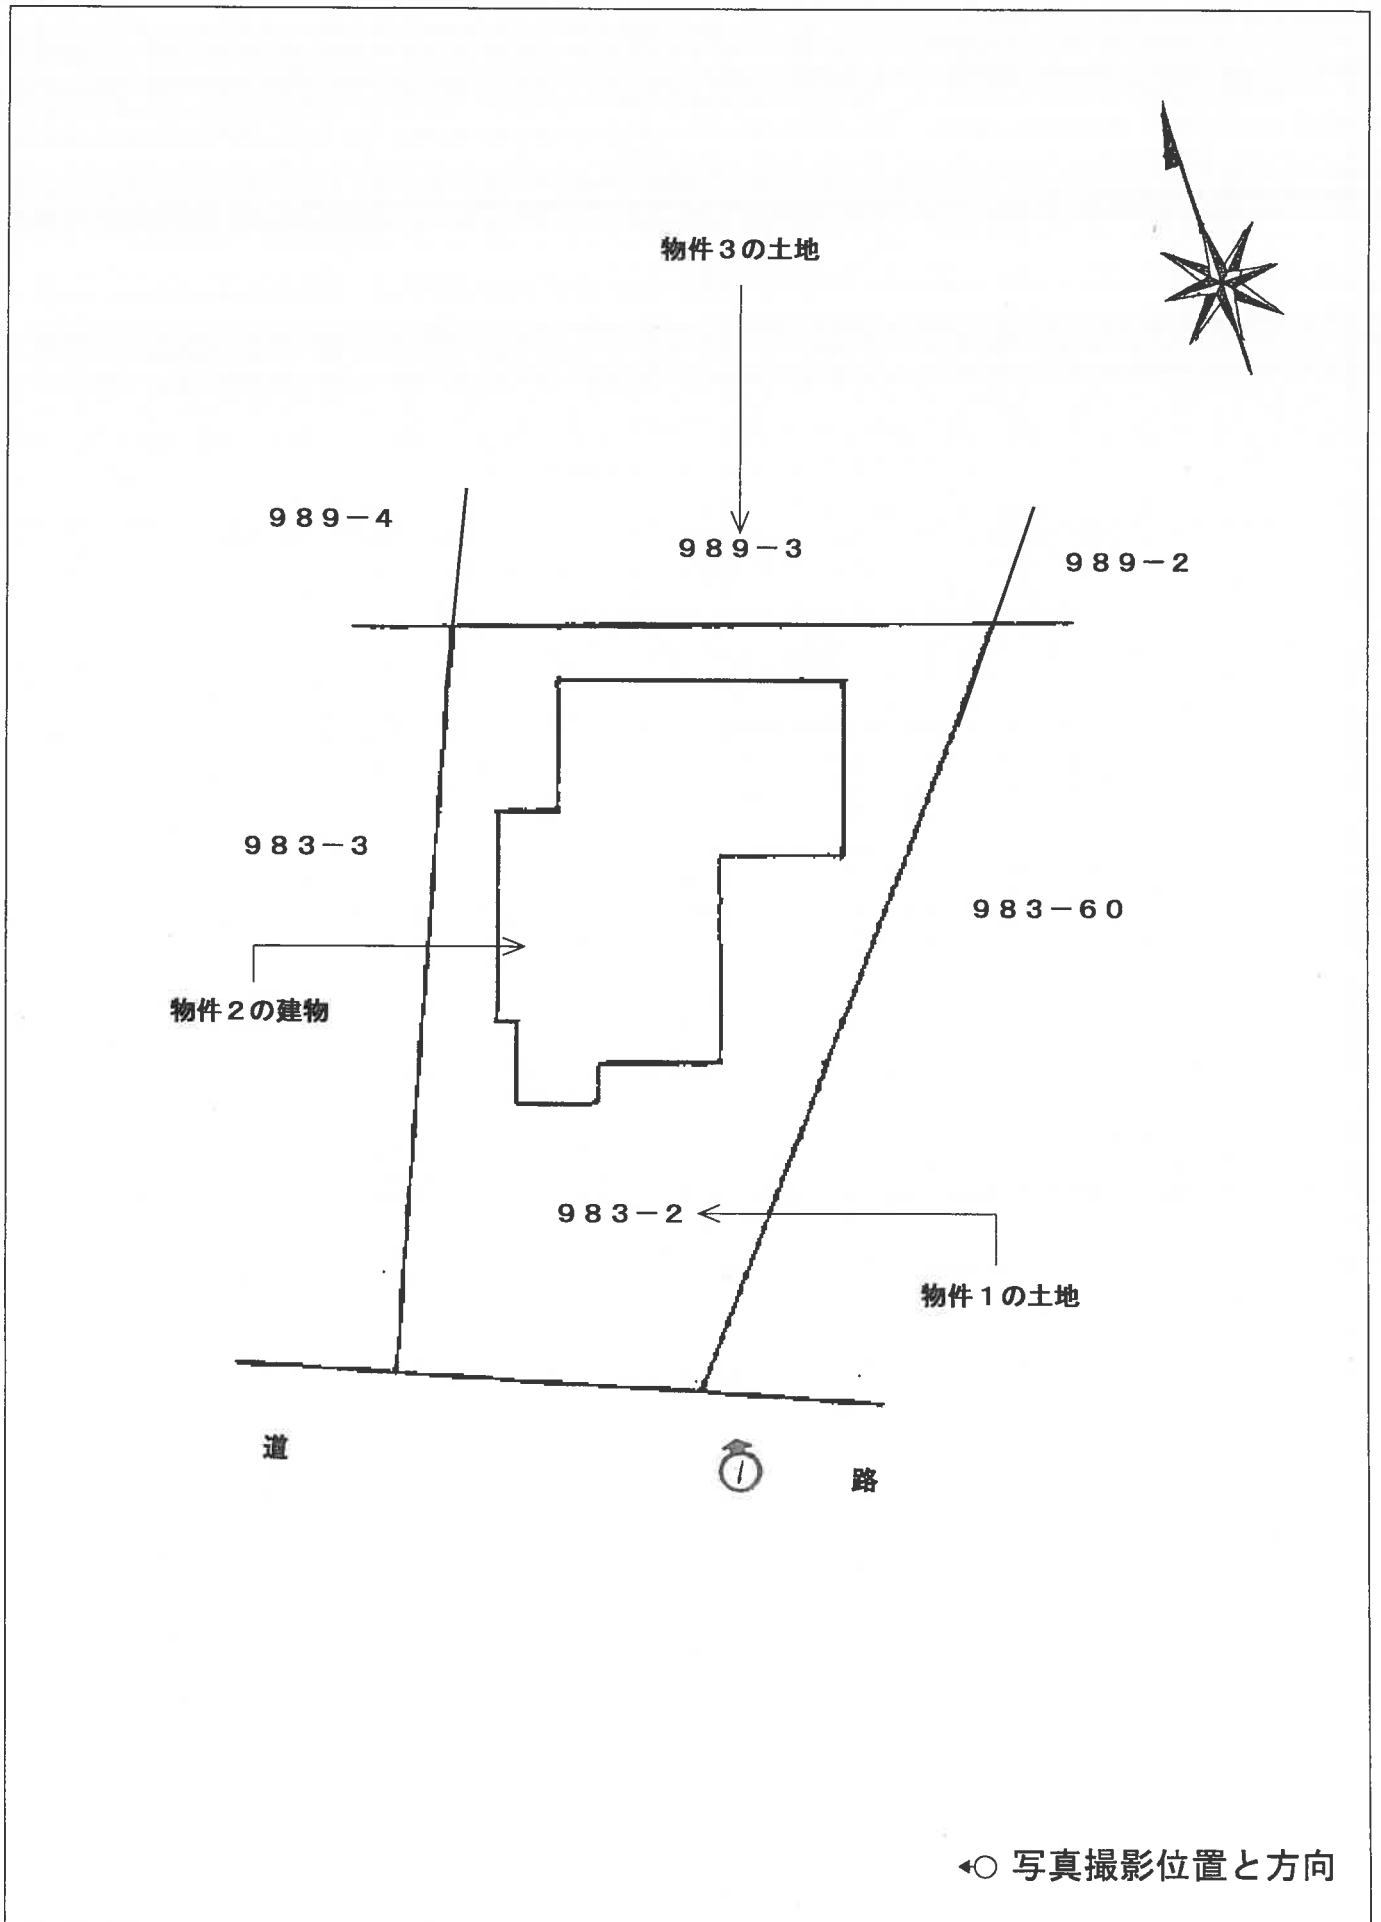 物件３の土地
９８９－４
９８９－３
９８９－２
９８３－３
９８３－６０
物件２の建物
９８３－２
物件１の土地
道
路
1
写真撮影位置と方向